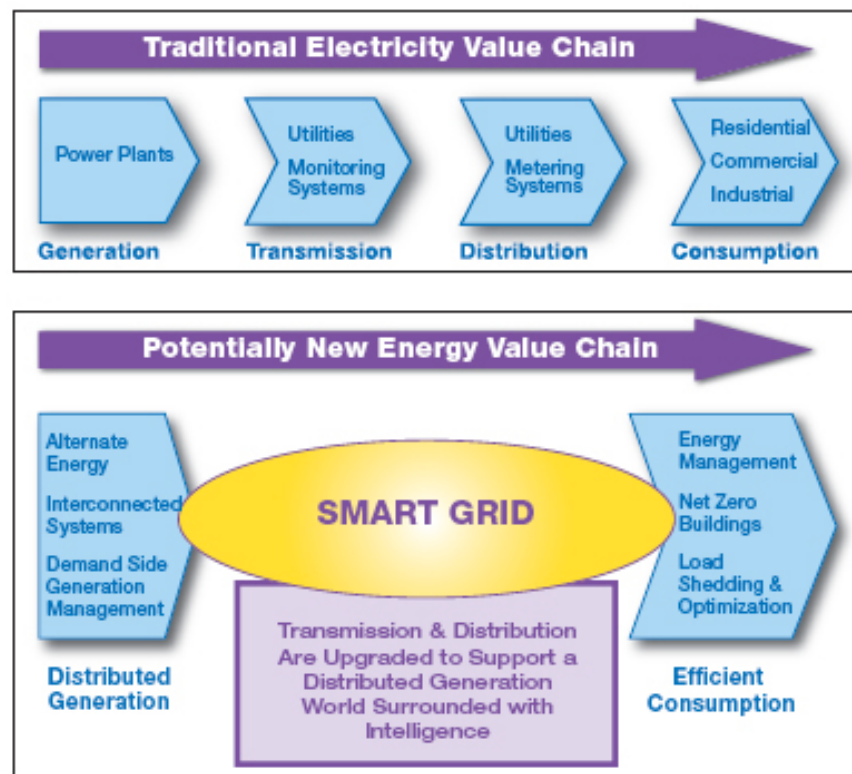 Traditional Electricity Value Chain
Power Plants
Generation
Utilities
Monitoring
Systems
Transmission
Utilities
Metering
Systems
Distribution
Residential
Commercial
Industrial
Consumption
Potentially New Energy Value Chain
Alternate
Energy
Interconnected
Systems
Demand Side
Generation
Management
Distributed
Generation
SMART GRID
Transmission & Distribution
Are Upgraded to Support a
Distributed Generation
World Surrounded with
Intelligence
Energy
Management
Net Zero
Buildings
Load
Shedding &
Optimization
Efficient
Consumption